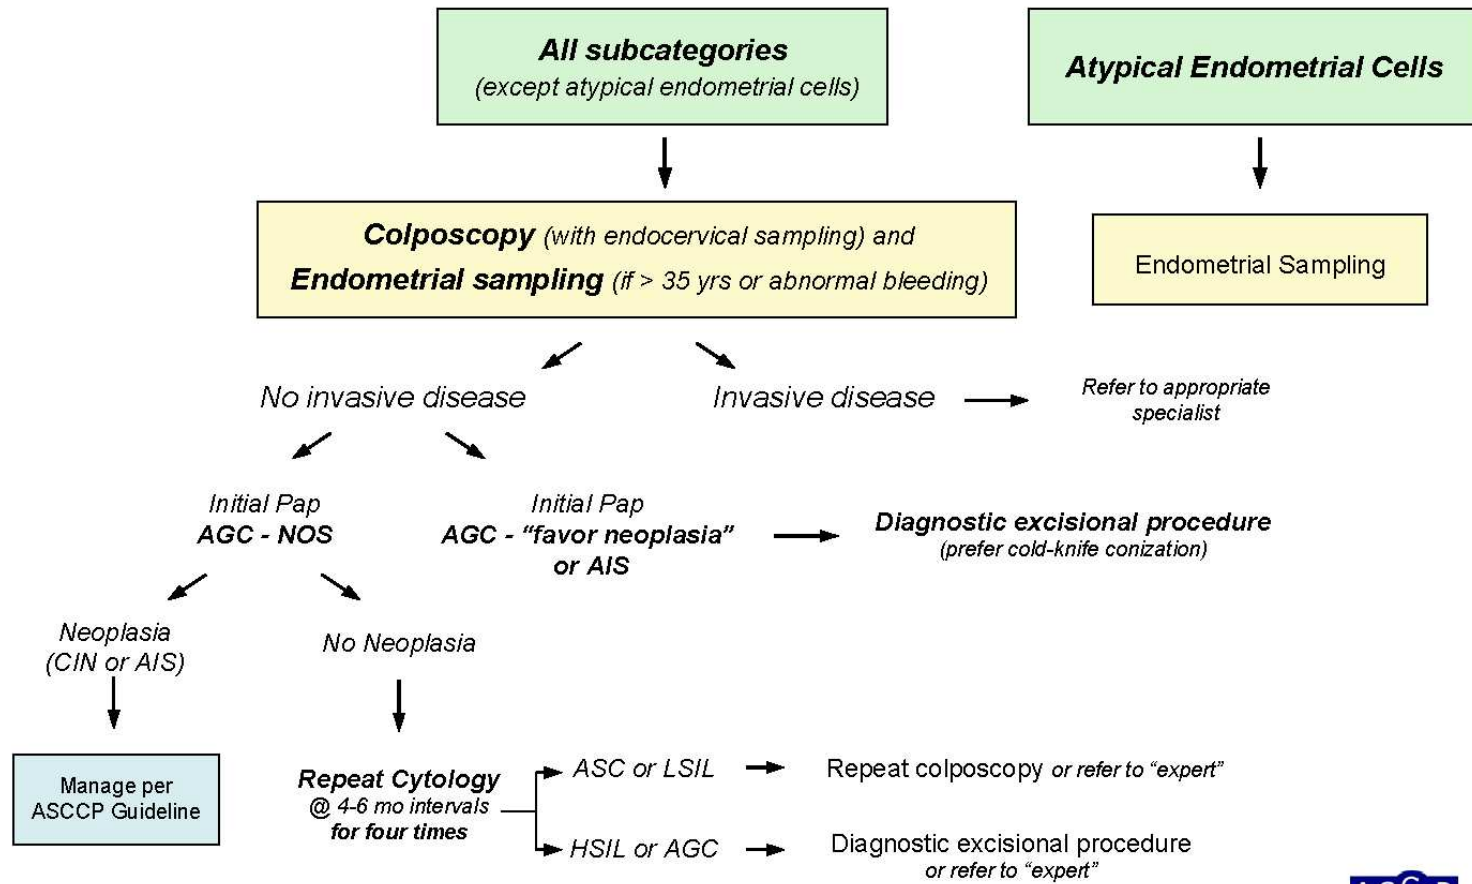 All subcategories
(except atypical endometrial cells)
Atypical Endometrial Cells
Colposcopy (with endocervical sampling) and
Endometrial sampling (if > 35 yrs or abnormal bleeding)
Endometrial Sampling
No invasive disease
Invasive disease
Refer to appropriate
specialist
Initial Pap
AGC - NOS
Initial Pap
AGC - “favor neoplasia”
or AIS
Diagnostic excisional procedure
(prefer cold-knife conization)
Neoplasia
(CIN or AIS)
No Neoplasia
Manage per
ASCCP Guideline
Repeat Cytology
@ 4-6 mo intervals
for four times
ASC or LSIL
Repeat colposcopy or refer to “expert”
HSIL or AGC
Diagnostic excisional procedure
or refer to “expert”